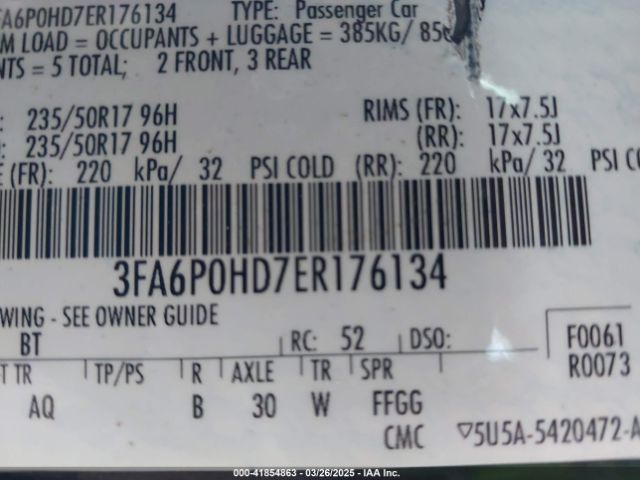 FA6P0HD7ER176134 TYPE: Passenger Car
M LOAD = OCCUPANTS + LUGGAGE = 385KG/ 85
NTS = 5 TOTAL; 2 FRONT, 3 REAR
: 235/50R17 96H RIMS (FR): 17x7.5J
: 235/50R17 96H (RR): 17x7.5J
E (FR): 220 kPa/ 32 PSI COLD (RR): 220 kPa/ 32 PSI CO
3FA6P0HD7ER176134
WING - SEE OWNER GUIDE
BT RC: 52 DSO: F0061
T TR TP/PS R AXLE TR SPR R0073
AQ B 30 W FFGG
CMC ▽5U5A-5420472-A
000-41854863 - 03/26/2025 - IAA Inc.